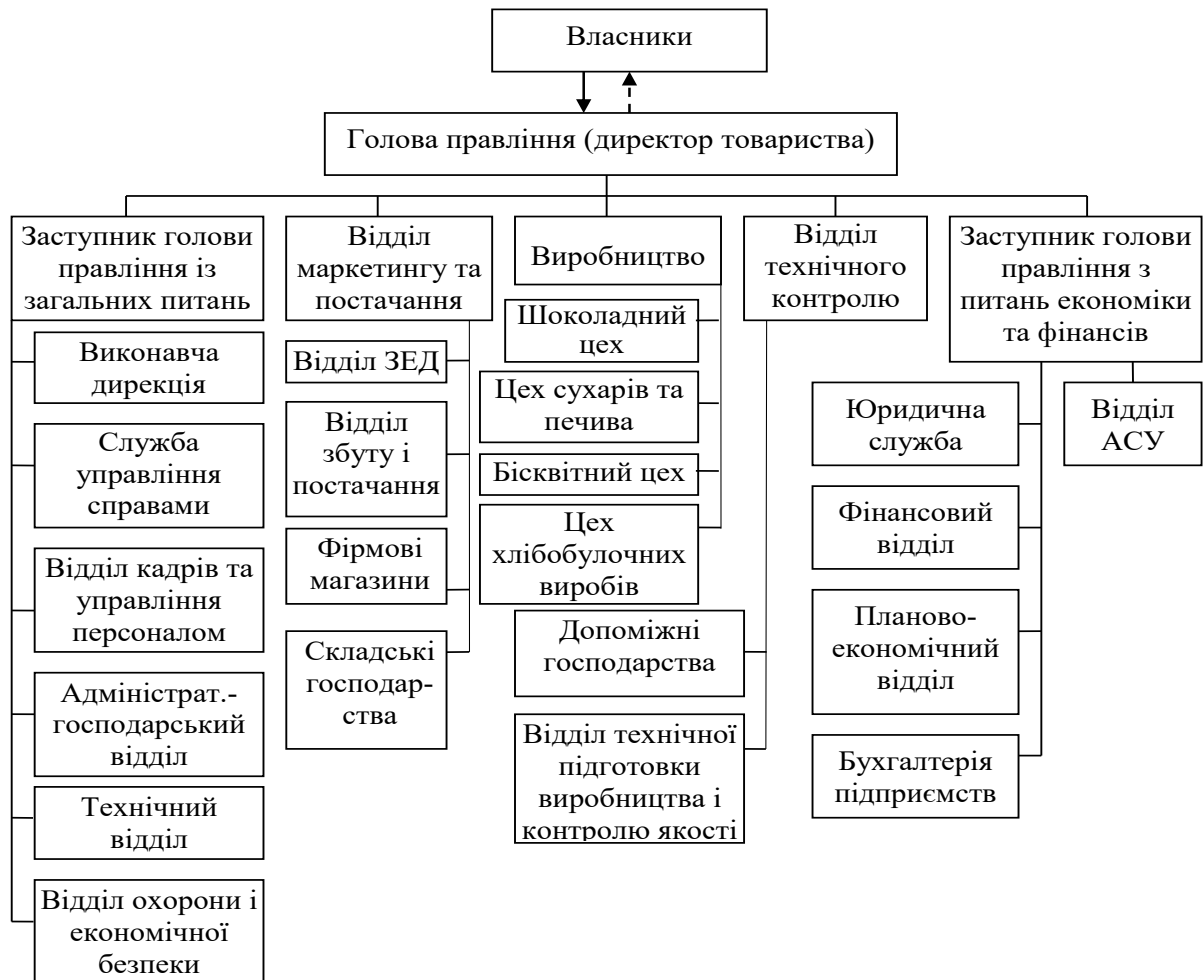 Власники
Голова правління (директор товариства)
Заступник голови
правління із
загальних питань
Відділ
маркетингу та
постачання
Виробництво
Відділ
технічного
контролю
Заступник голови
правління з
питань економіки
та фінансів
Виконавча
дирекція
Служба
управління
справами
Відділ кадрів та
управління
персоналом
Адміністрат.-
господарський
відділ
Технічний
відділ
Відділ охорони і
економічної
безпеки
Відділ ЗЕД
Відділ
збуту і
постачання
Фірмові
магазини
Складські
господар-
ства
Шоколадний
цех
Цех сухарів та
печива
Бісквітний цех
Цех
хлібобулочних
виробів
Допоміжні
господарства
Відділ технічної
підготовки
виробництва і
контролю якості
Юридична
служба
Відділ
АСУ
Фінансовий
відділ
Планово-
економічний
відділ
Бухгалтерія
підприємств